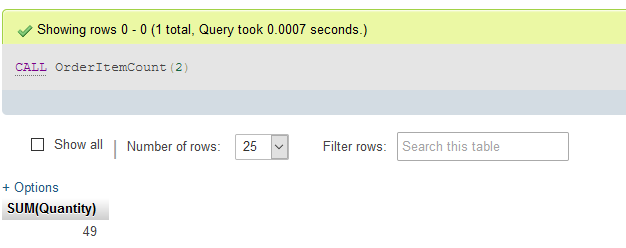 Showing rows 0 - 0 (1 total, Query took 0.0007 seconds.)
CALL OrderItemCount(2)
Show all | Number of rows: 25 Filter rows: Search this table
+ Options
SUM(Quantity)
49